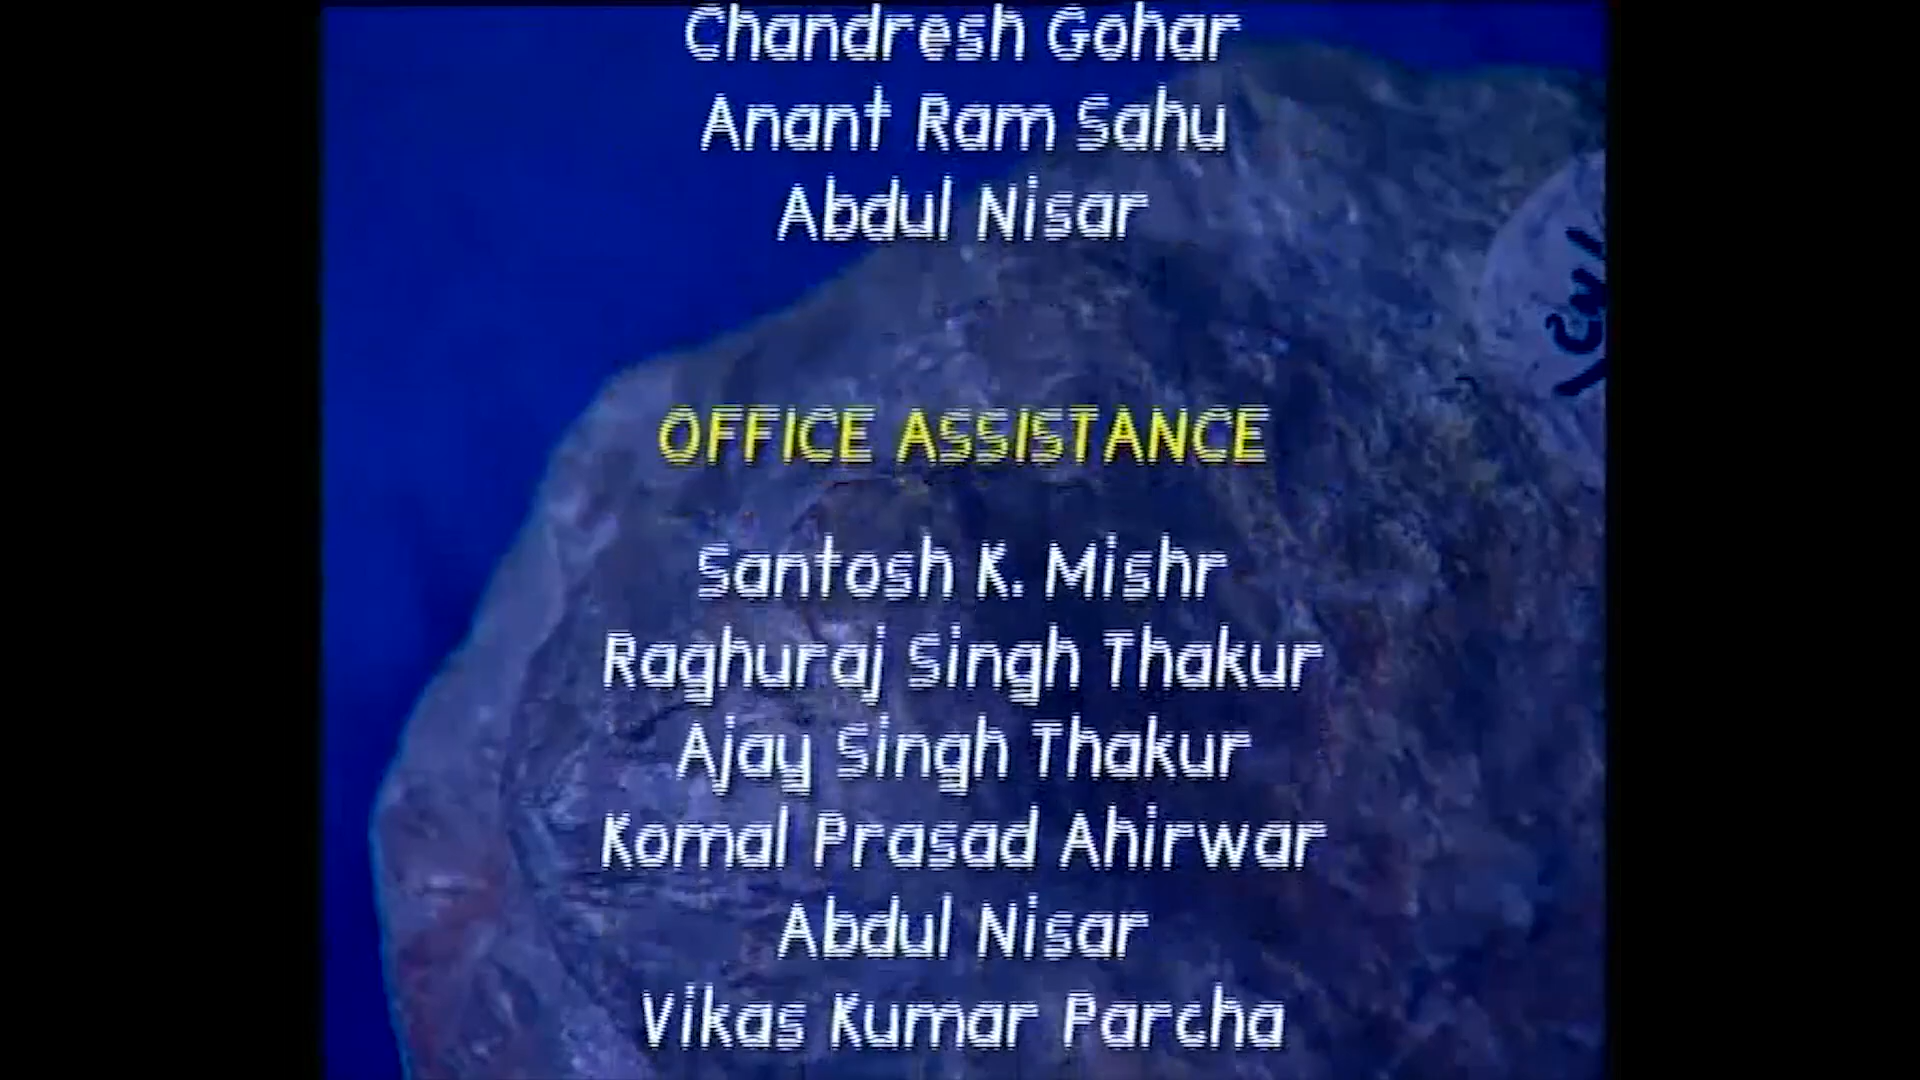 Chandresh Gohar
Anant Ram Sahu
Abdul Nisar
OFFICE ASSISTANCE
Santosh K. Mishr
Raghuraj Singh Thakur
Ajay Singh Thakur
Komal Prasad Ahirwar
Abdul Nisar
Vikas Kumar Parcha